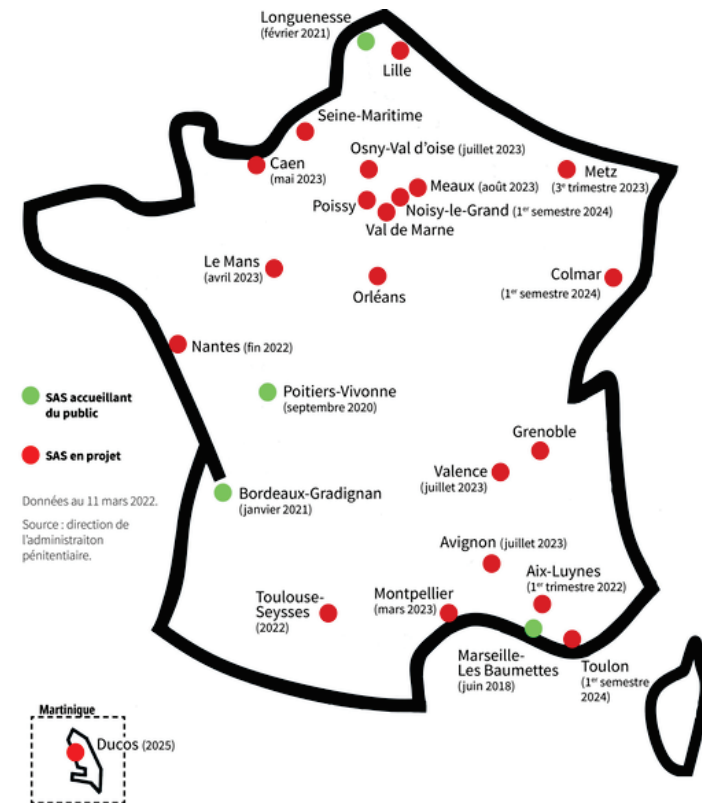 Longuenesse
(février 2021)
Lille
Seine-Maritime
Osny-Val d'oise (juillet 2023)
Caen
(mai 2023)
Metz
(3e trimestre 2023)
Meaux (août 2023)
Poissy
Noisy-le-Grand (1er semestre 2024)
Val de Marne
Le Mans
(avril 2023)
Orléans
Colmar
(1er semestre 2024)
Nantes (fin 2022)
SAS accueillant
du public
Poitiers-Vivonne
(septembre 2020)
SAS en projet
Grenoble
Valence
(juillet 2023)
Données au 11 mars 2022.
Source : direction de
l'administraiton
pénitentiaire.
Bordeaux-Gradignan
(janvier 2021)
Avignon (juillet 2023)
Aix-Luynes
(1er trimestre 2022)
Toulouse-
Seysses
(2022)
Montpellier
(mars 2023)
Marseille-
Les Baumettes
(juin 2018)
Toulon
(1er semestre
2024)
Martinique
Ducos (2025)